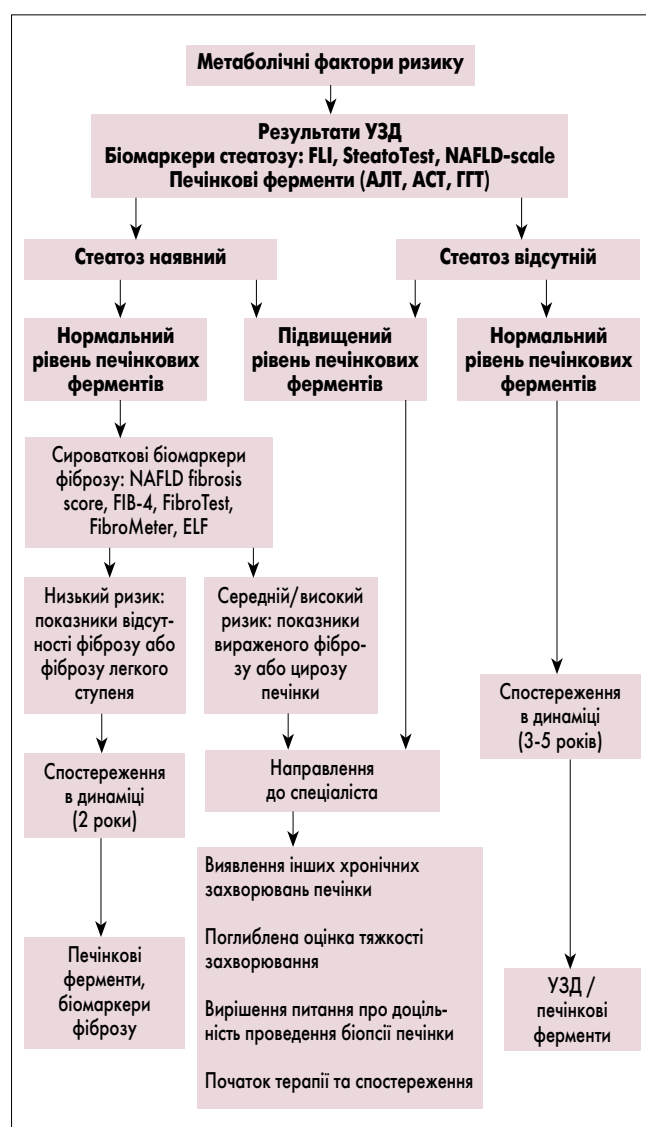 Метаболічні фактори ризику
Результати УЗД
Біомаркери стеатозу: FLI, SteatoTest, NAFLD-scale
Печінкові ферменти (АЛТ, АСТ, ГГТ)
Стеатоз наявний
Стеатоз відсутній
Нормальний
рівень печінкових
ферментів
Підвищений
рівень печінкових
ферментів
Нормальний
рівень печінкових
ферментів
Сироваткові біомаркери
фіброзу: NAFLD fibrosis
score, FIB-4, FibroTest,
FibroMeter, ELF
Низький ризик:
показники відсут-
ності фіброзу або
фіброзу легкого
ступеня
Середній/високий
ризик: показники
вираженого фібро-
зу або цирозу
печінки
Спостереження
в динаміці
(3-5 років)
Спостереження
в динаміці
(2 роки)
Направлення
до спеціаліста
Виявлення інших хронічних
захворювань печінки
Поглиблена оцінка тяжкості
захворювання
Вирішення питання про доціль-
ність проведення біопсії печінки
Початок терапії та спостереження
Печінкові
ферменти,
біомаркери
фіброзу
УЗД /
печінкові
ферменти